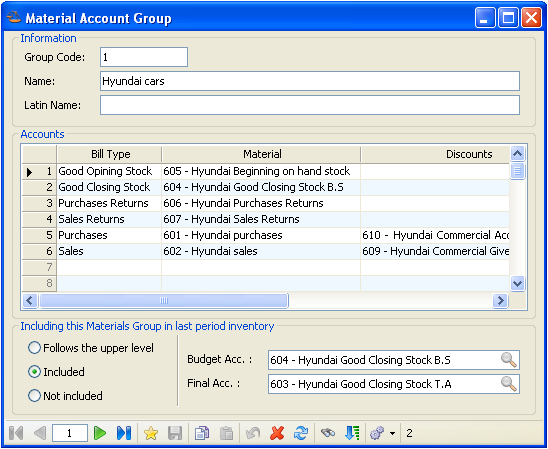 Material Account Group
Information
Group Code: 1
Name: Hyundai cars
Latin Name:
Accounts
Bill Type Material Discounts
1 Good Opining Stock 605 - Hyundai Beginning on hand stock
2 Good Closing Stock 604 - Hyundai Good Closing Stock B.S
3 Purchases Returns 606 - Hyundai Purchases Returns
4 Sales Returns 607 - Hyundai Sales Returns
5 Purchases 601 - Hyundai purchases 610 - Hyundai Commercial Acc
6 Sales 602 - Hyundai sales 609 - Hyundai Commercial Give
7
8
Including this Materials Group in last period inventory
Follows the upper level
Included
Not included
Budget Acc. : 604 - Hyundai Good Closing Stock B.S
Final Acc. : 603 - Hyundai Good Closing Stock T.A
1 2